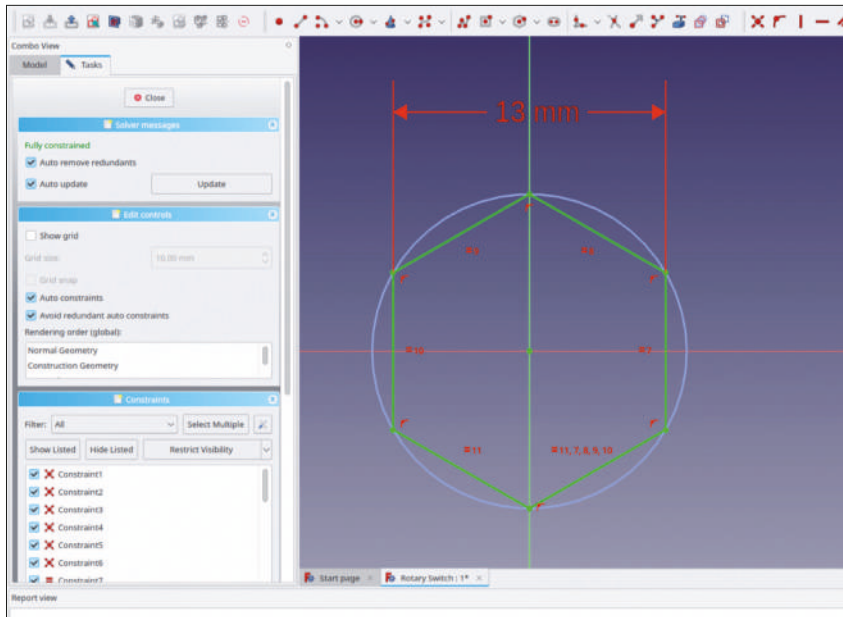 Combo View
Model
Tasks
Close
Solver messages
Fully constrained
Auto remove redundants
Auto update
Update
Edit controls
Show grid
Grid size:
10.00 mm
Grid snap
Auto constraints
Avoid redundant auto constraints
Rendering order (global):
Normal Geometry
Construction Geometry
Constraints
Filter:
All
Select Multiple
Show Listed
Hide Listed
Restrict Visibility
Constraint1
Constraint2
Constraint3
Constraint4
Constraint5
Constraint6
Constraint7
13 mm
=10
=7
=11
=11, 7, 8, 9, 10
Start page
Rotary Switch : 1*
Report view